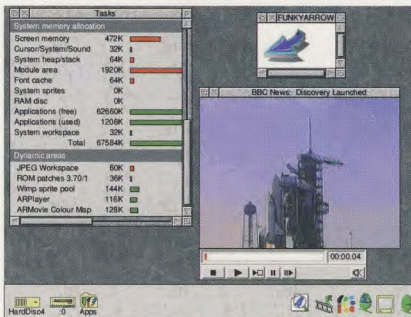 Tasks
System memory allocation
Screen memory 472K
Cursor/System/Sound 32K
System heap/stack 64K
Module area 1920K
Font cache 64K
System sprites 0K
RAM disc 0K
Applications (free) 62660K
Applications (used) 1208K
System workspace 32K
Total 67584K
Dynamic areas
JPEG Workspace 60K
ROM patches 3.70/1 36K
Wimp sprite pool 144K
ARPlayer 116K
ARMovie Colour Map 128K
FUNKYARROW
BBC News: Discovery Launched
00:00.04
HardDisc4 :0 Apps